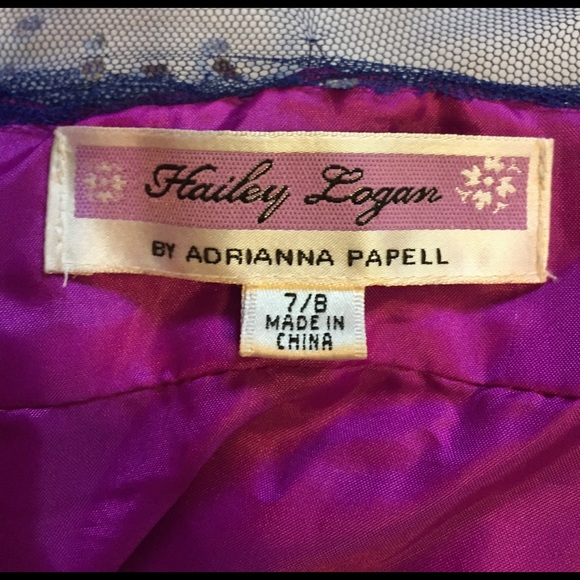 Hailey Logan
BY ADRIANNA PAPELL
7/8
MADE IN
CHINA